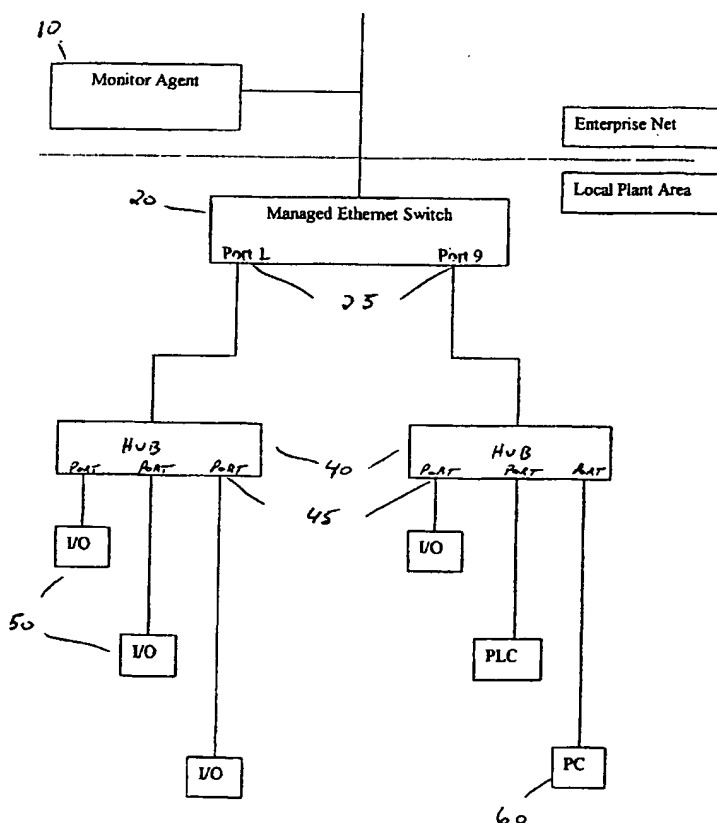 10
Monitor Agent
Enterprise Net
Local Plant Area
20
Managed Ethernet Switch
Port 1 Port 9
25
HUB
PORT PORT PORT
40
HUB
PORT PORT PORT
45
I/O
I/O
50
I/O
PLC
I/O
PC
60